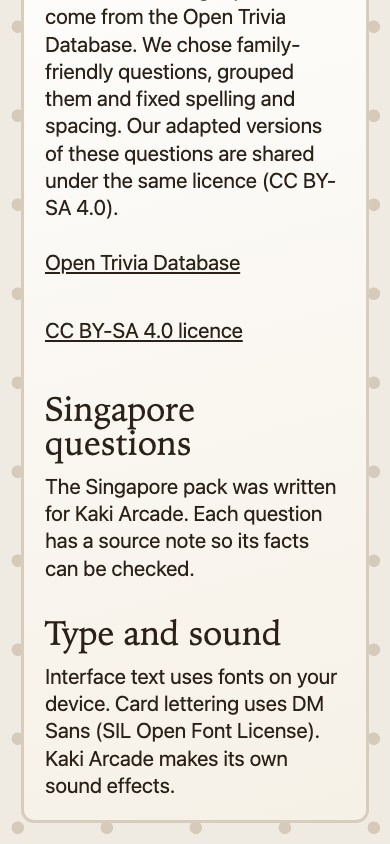 come from the Open Trivia
Database. We chose family-
friendly questions, grouped
them and fixed spelling and
spacing. Our adapted versions
of these questions are shared
under the same licence (CC BY-
SA 4.0).
Open Trivia Database
CC BY-SA 4.0 licence
Singapore
questions
The Singapore pack was written
for Kaki Arcade. Each question
has a source note so its facts
can be checked.
Type and sound
Interface text uses fonts on your
device. Card lettering uses DM
Sans (SIL Open Font License).
Kaki Arcade makes its own
sound effects.